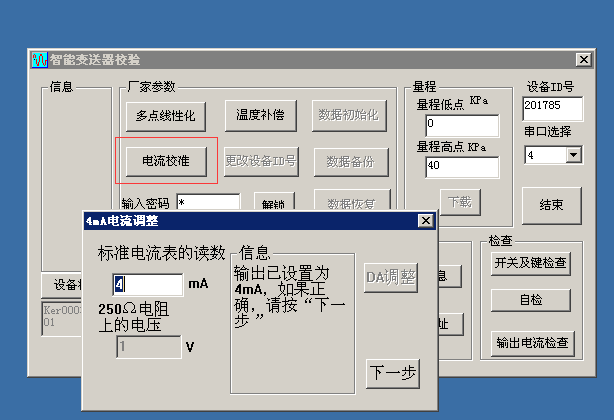 智能变送器校验
信息
厂家参数
多点线性化
温度补偿
数据初始化
电流校准
更改设备ID号
数据备份
输入密码
*
解锁
数据恢复
量程
量程低点 KPa
0
量程高点 KPa
40
下载
设备ID号
201785
串口选择
4
结束
检查
开关及键检查
自检
输出电流检查
息
址
Ker000
01
4mA电流调整
标准电流表的读数
4 mA
250Ω电阻
上的电压
1 V
信息
输出已设置为
4mA，如果正
确，请按“下一
步”
DA调整
下一步